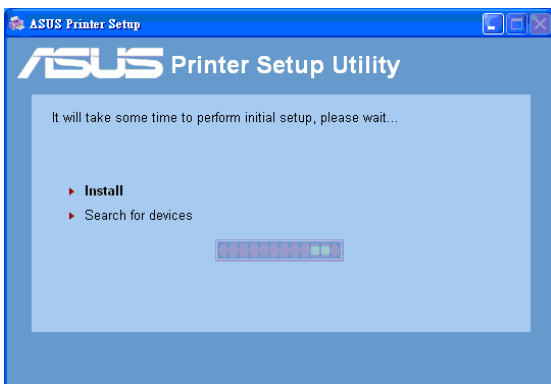 ASUS Printer Setup
ASUS Printer Setup Utility
It will take some time to perform initial setup, please wait...
Install
Search for devices